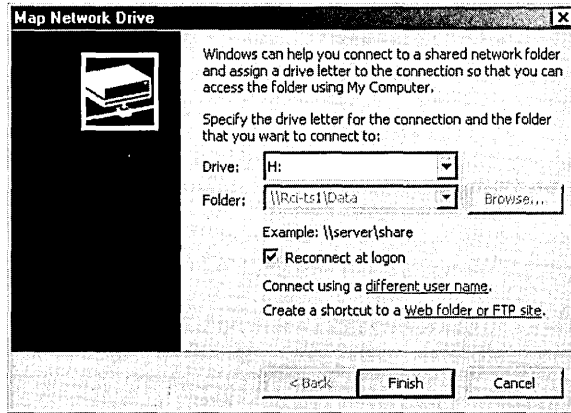 Map Network Drive
Windows can help you connect to a shared network folder
and assign a drive letter to the connection so that you can
access the folder using My Computer.
Specify the drive letter for the connection and the folder
that you want to connect to:
Drive: H:
Folder: \\Rci-ts1\Data Browse...
Example: \\server\share
Reconnect at logon
Connect using a different user name.
Create a shortcut to a Web folder or FTP site.
< Back Finish Cancel